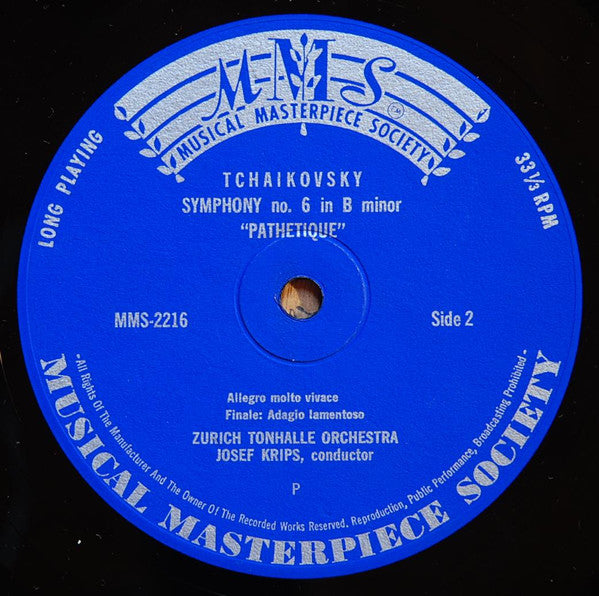 MMS
MUSICAL MASTERPIECE SOCIETY
LONG PLAYING
33 1/3 RPM
TCHAIKOVSKY
SYMPHONY no. 6 in B minor
"PATHETIQUE"
MMS-2216
Side 2
Allegro molto vivace
Finale: Adagio lamentoso
ZURICH TONHALLE ORCHESTRA
JOSEF KRIPS, conductor
P
-All Rights Of The Manufacturer And The Owner Of The Recorded Works Reserved. Reproduction, Public Performance, Broadcasting Prohibited-
MUSICAL MASTERPIECE SOCIETY